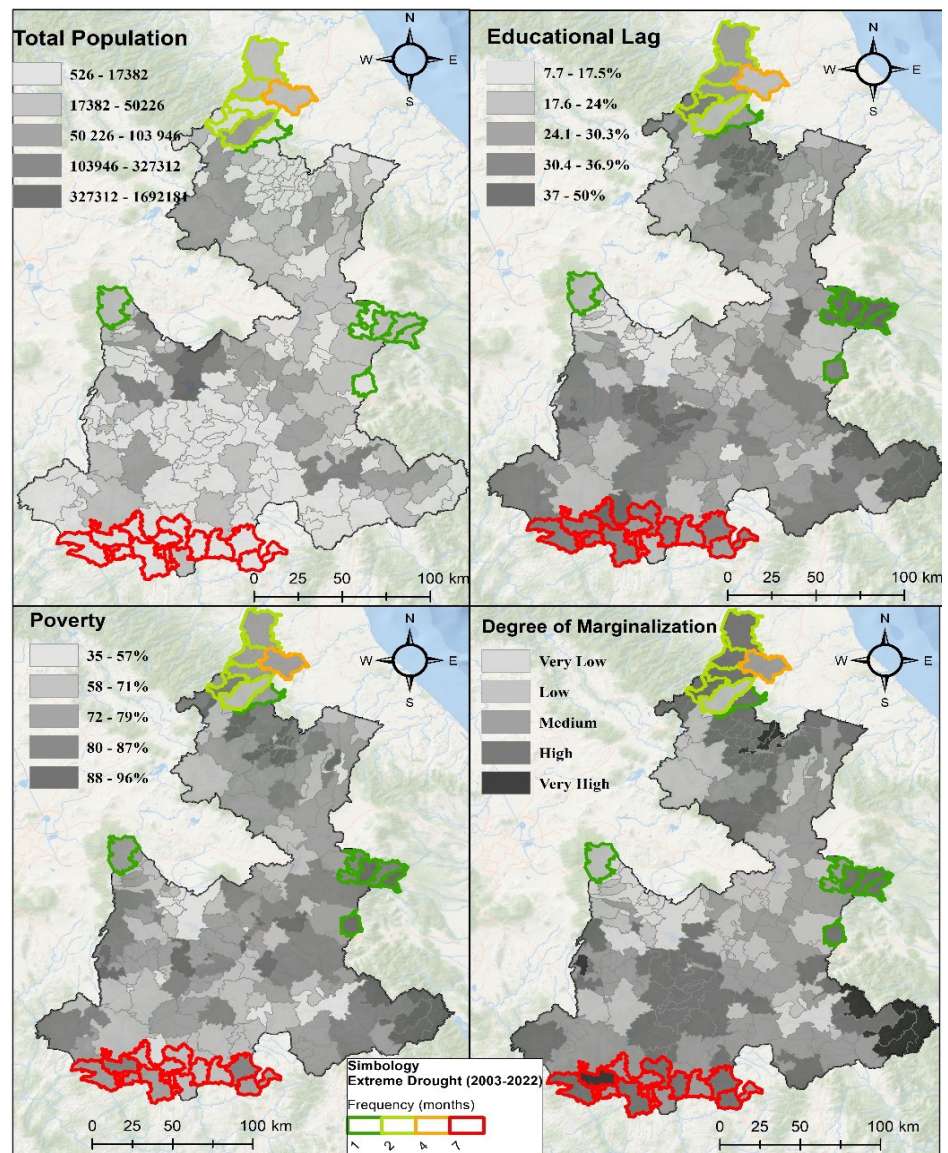 Total Population
526 - 17382
17382 - 50226
50 226 - 103 946
103946 - 327312
327312 - 1692181
N
W
E
S
0 25 50 100 km
Educational Lag
7.7 - 17.5%
17.6 - 24%
24.1 - 30.3%
30.4 - 36.9%
37 - 50%
N
W
E
S
0 25 50 100 km
Poverty
35 - 57%
58 - 71%
72 - 79%
80 - 87%
88 - 96%
N
W
E
S
0 25 50 100 km
Simbology
Extreme Drought (2003-2022)
Frequency (months)
1 2 4 7
Degree of Marginalization
Very Low
Low
Medium
High
Very High
N
W
E
S
0 25 50 100 km